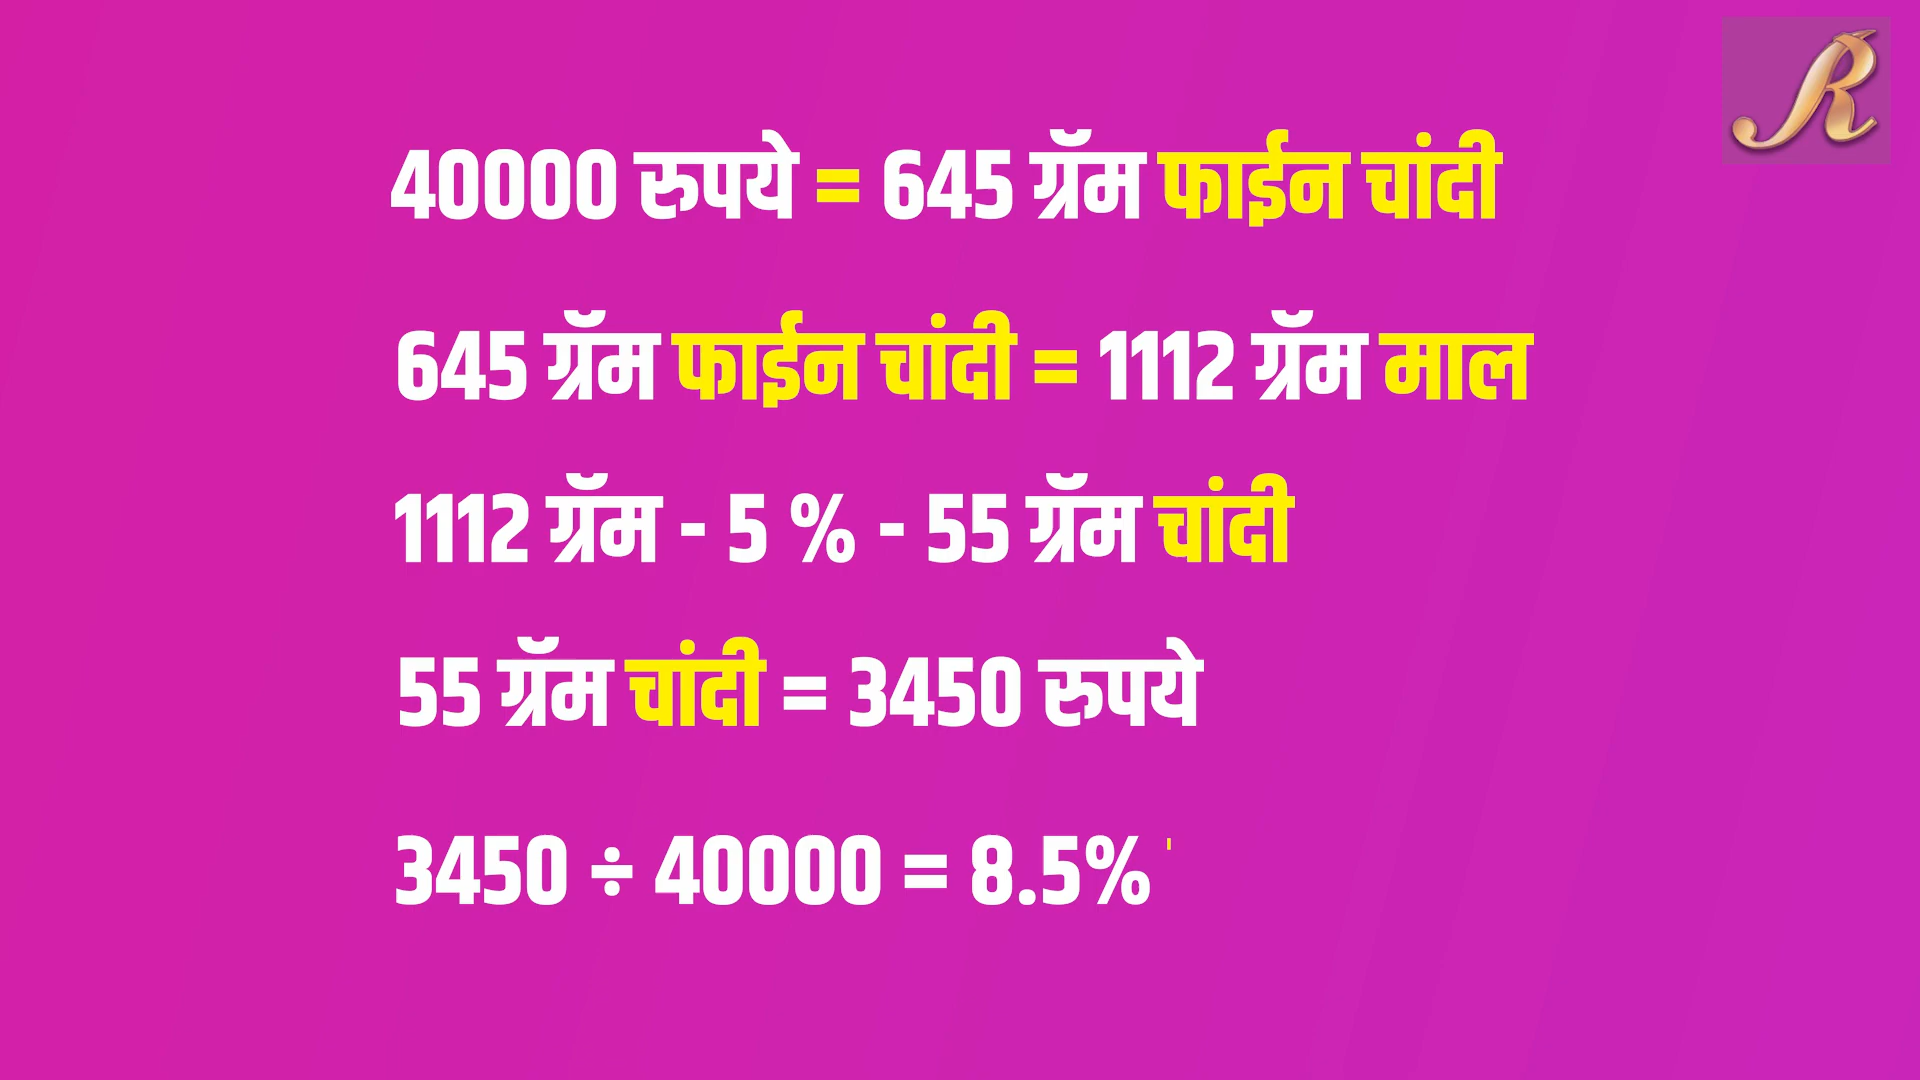 40000 रुपये = 645 ग्रॅम फाईन चांदी
645 ग्रॅम फाईन चांदी = 1112 ग्रॅम माल
1112 ग्रॅम - 5 % - 55 ग्रॅम चांदी
55 ग्रॅम चांदी = 3450 रुपये
3450 ÷ 40000 = 8.5%